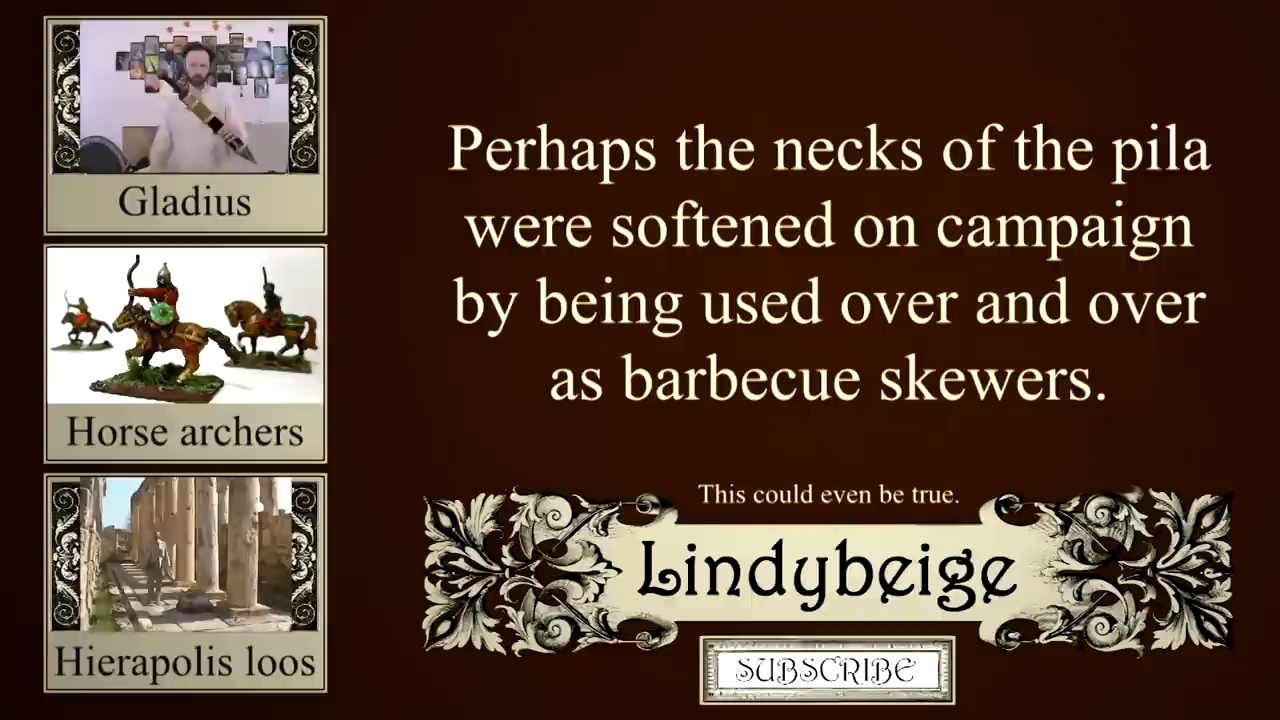 Gladius
Horse archers
Hierapolis loos
Perhaps the necks of the pila
were softened on campaign
by being used over and over
as barbecue skewers.
This could even be true.
Lindybeige
SUBSCRIBE